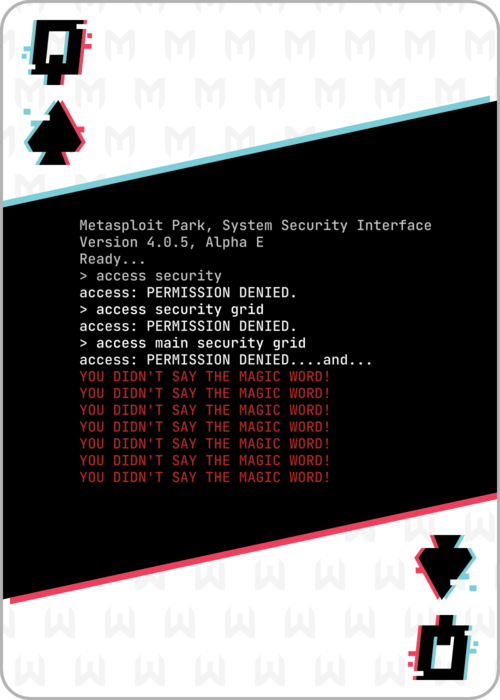 Q
Metasploit Park, System Security Interface
Version 4.0.5, Alpha E
Ready...
> access security
access: PERMISSION DENIED.
> access security grid
access: PERMISSION DENIED.
> access main security grid
access: PERMISSION DENIED....and...
YOU DIDN'T SAY THE MAGIC WORD!
YOU DIDN'T SAY THE MAGIC WORD!
YOU DIDN'T SAY THE MAGIC WORD!
YOU DIDN'T SAY THE MAGIC WORD!
YOU DIDN'T SAY THE MAGIC WORD!
YOU DIDN'T SAY THE MAGIC WORD!
YOU DIDN'T SAY THE MAGIC WORD!
Q